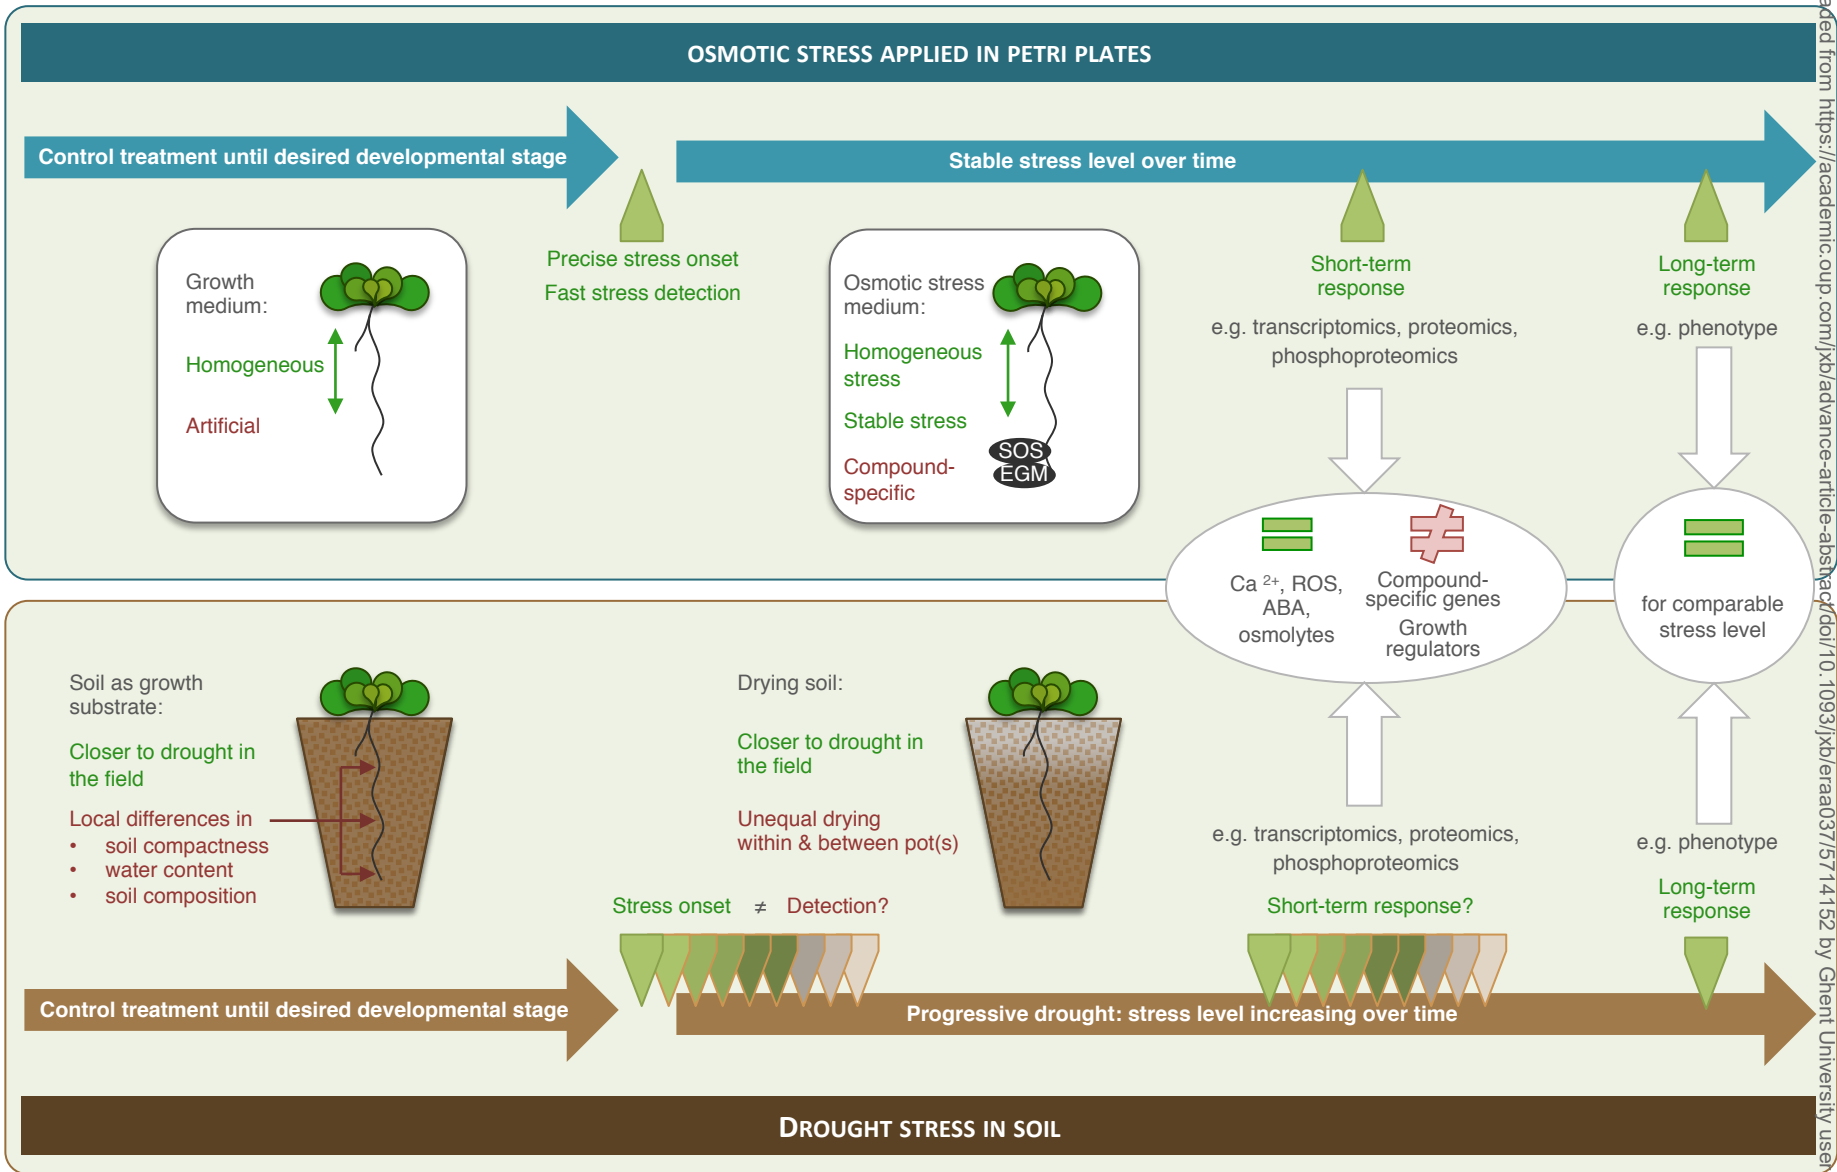 OSMOTIC STRESS APPLIED IN PETRI PLATES
Control treatment until desired developmental stage
Stable stress level over time
Growth
medium:
Homogeneous
Artificial
Precise stress onset
Fast stress detection
Osmotic stress
medium:
Homogeneous
stress
Stable stress
Compound-
specific
SOS
EGM
Short-term
response
e.g. transcriptomics, proteomics,
phosphoproteomics
Long-term
response
e.g. phenotype
Ca 2+, ROS,
ABA,
osmolytes
Compound-
specific genes
Growth
regulators
for comparable
stress level
Soil as growth
substrate:
Closer to drought in
the field
Local differences in
• soil compactness
• water content
• soil composition
Drying soil:
Closer to drought in
the field
Unequal drying
within & between pot(s)
Stress onset ≠ Detection?
e.g. transcriptomics, proteomics,
phosphoproteomics
Short-term response?
e.g. phenotype
Long-term
response
Control treatment until desired developmental stage
Progressive drought: stress level increasing over time
DROUGHT STRESS IN SOIL
aded from https://academic.oup.com/jxb/advance-article-abstract/doi/10.1093/jxb/eraa037/5714152 by Ghent University user